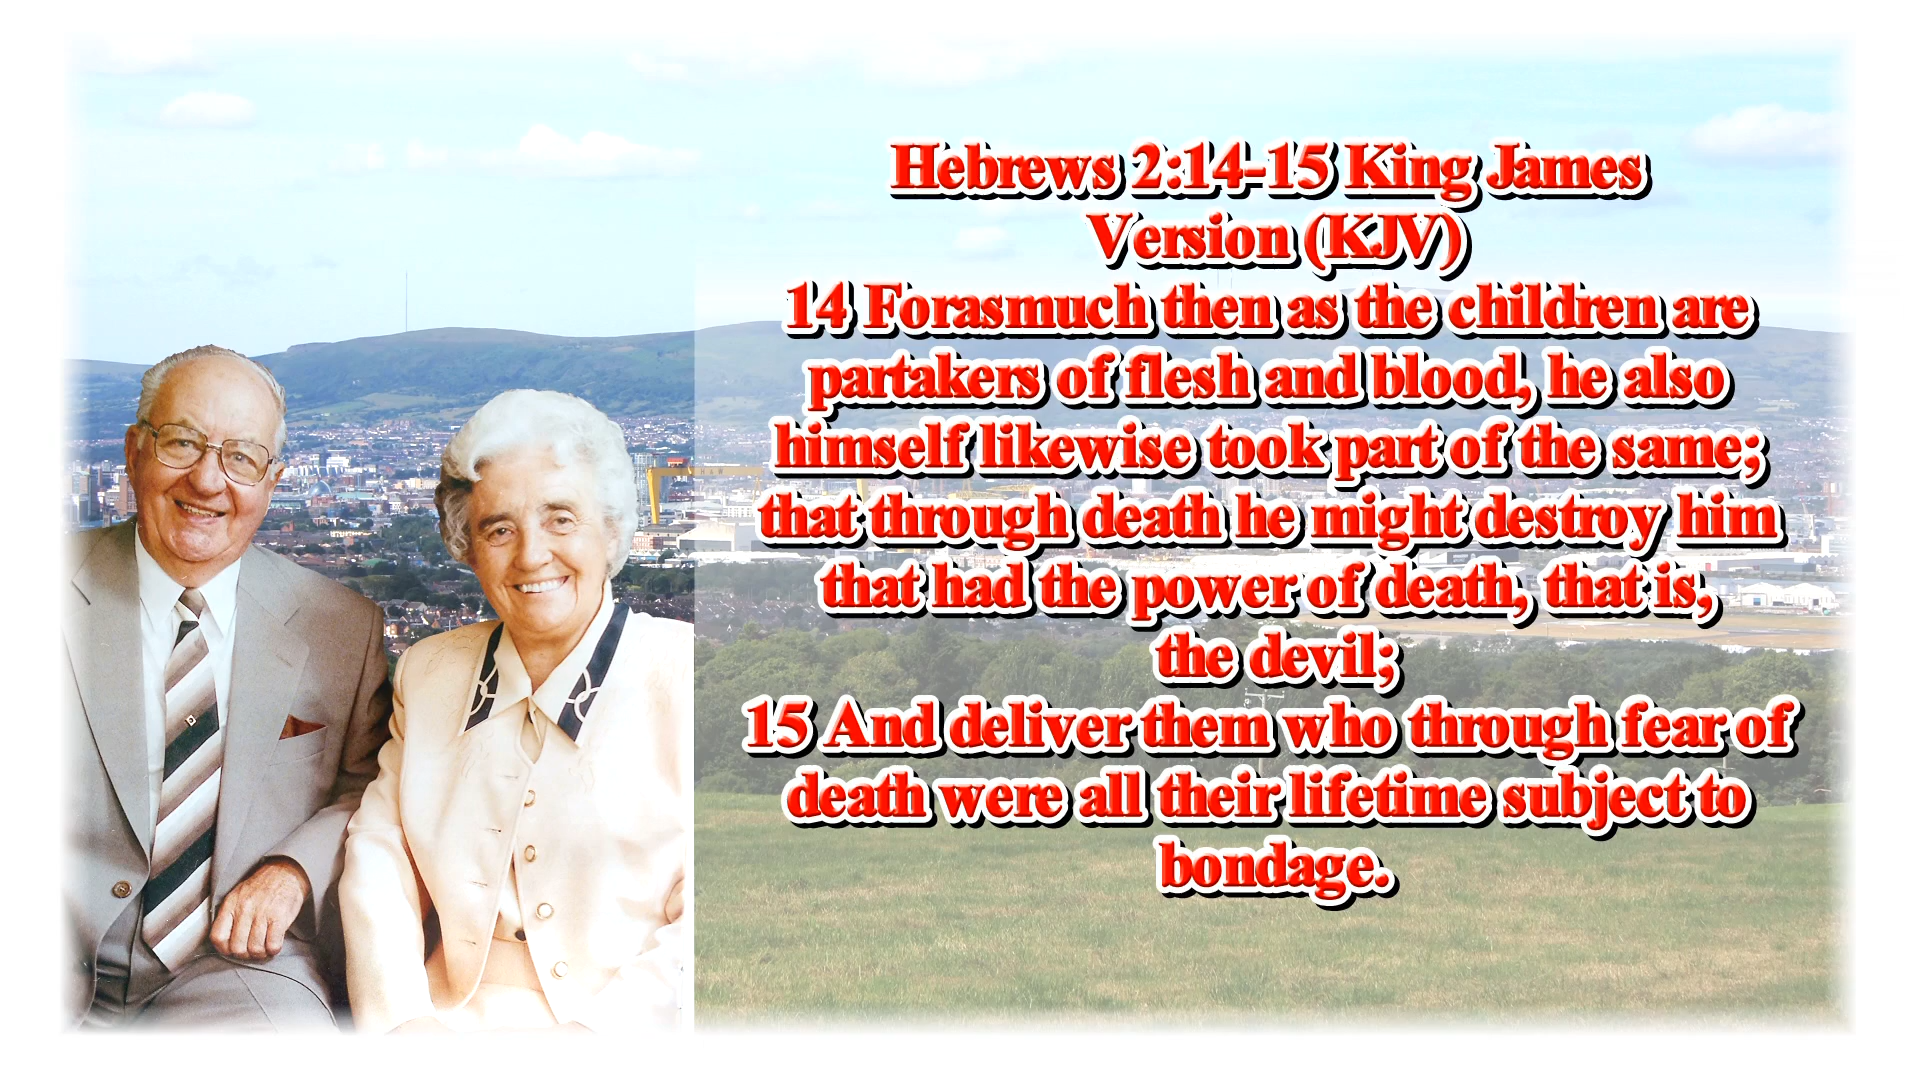 Hebrews 2:14-15 King James
Version (KJV)
14 Forasmuch then as the children are
partakers of flesh and blood, he also
himself likewise took part of the same;
that through death he might destroy him
that had the power of death, that is,
the devil;
15 And deliver them who through fear of
death were all their lifetime subject to
bondage.